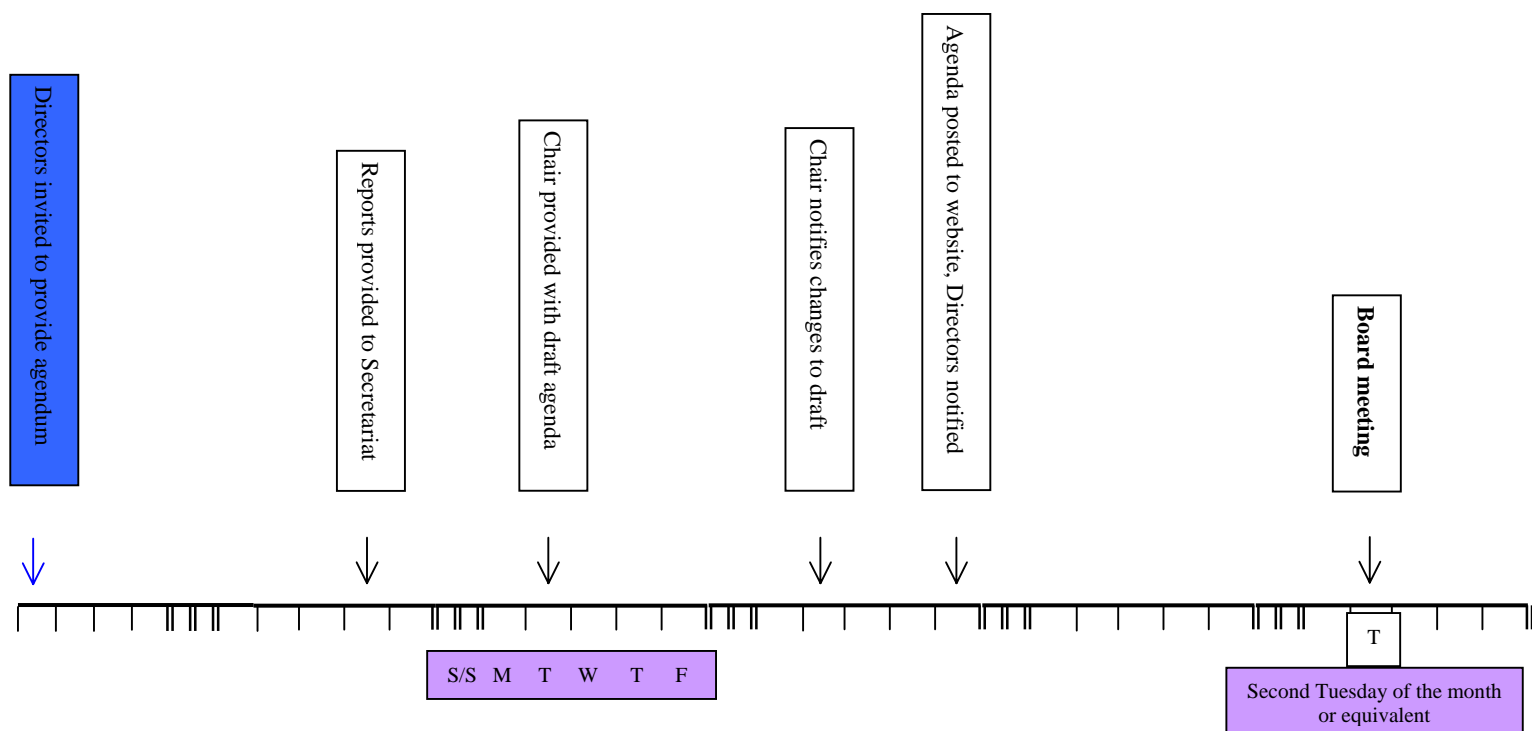 Directors invited to provide agendum
Reports provided to Secretariat
Chair provided with draft agenda
Chair notifies changes to draft
Agenda posted to website, Directors notified
Board meeting
S/S M T W T F
T
Second Tuesday of the month
or equivalent